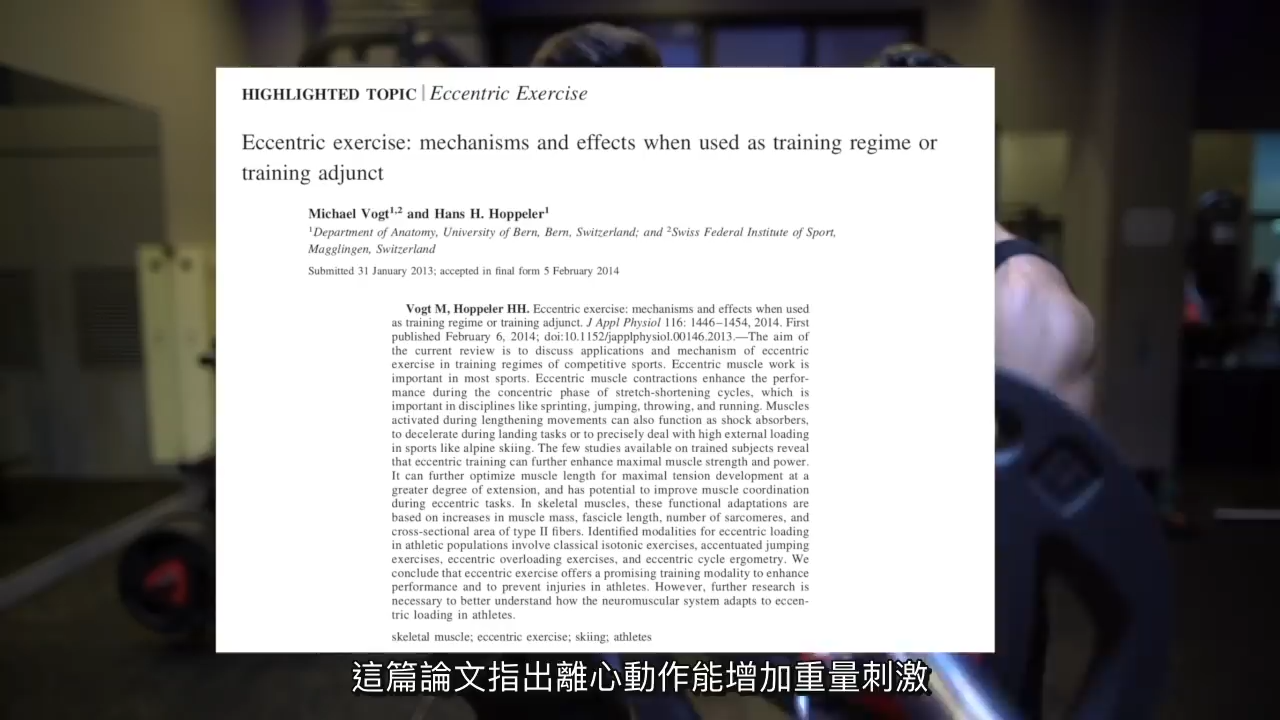 HIGHLIGHTED TOPIC | Eccentric Exercise
Eccentric exercise: mechanisms and effects when used as training regime or
training adjunct
Michael Vogt1,2 and Hans H. Hoppeler1
1Department of Anatomy, University of Bern, Bern, Switzerland; and 2Swiss Federal Institute of Sport,
Magglingen, Switzerland
Submitted 31 January 2013; accepted in final form 5 February 2014
Vogt M, Hoppeler HH. Eccentric exercise: mechanisms and effects when used
as training regime or training adjunct. J Appl Physiol 116: 1446–1454, 2014. First
published February 6, 2014; doi:10.1152/japplphysiol.00146.2013.—The aim of
the current review is to discuss applications and mechanism of eccentric
exercise in training regimes of competitive sports. Eccentric muscle work is
important in most sports. Eccentric muscle contractions enhance the perfor-
mance during the concentric phase of stretch-shortening cycles, which is
important in disciplines like sprinting, jumping, throwing, and running. Muscles
activated during lengthening movements can also function as shock absorbers,
to decelerate during landing tasks or to precisely deal with high external loading
in sports like alpine skiing. The few studies available on trained subjects reveal
that eccentric training can further enhance maximal muscle strength and power.
It can further optimize muscle length for maximal tension development at a
greater degree of extension, and has potential to improve muscle coordination
during eccentric tasks. In skeletal muscles, these functional adaptations are
based on increases in muscle mass, fascicle length, number of sarcomeres, and
cross-sectional area of type II fibers. Identified modalities for eccentric loading
in athletic populations involve classical isotonic exercises, accentuated jumping
exercises, eccentric overloading exercises, and eccentric cycle ergometry. We
conclude that eccentric exercise offers a promising training modality to enhance
performance and to prevent injuries in athletes. However, further research is
necessary to better understand how the neuromuscular system adapts to eccen-
tric loading in athletes.
skeletal muscle; eccentric exercise; skiing; athletes
這篇論文指出離心動作能增加重量刺激